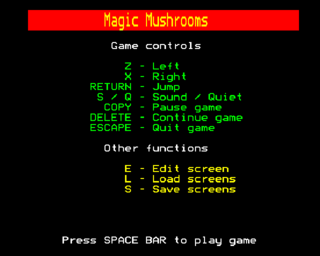 Magic Mushrooms
Game controls
Z - Left
X - Right
RETURN - Jump
S / Q - Sound / Quiet
COPY - Pause game
DELETE - Continue game
ESCAPE - Quit game
Other functions
E - Edit screen
L - Load screens
S - Save screens
Press SPACE BAR to play game